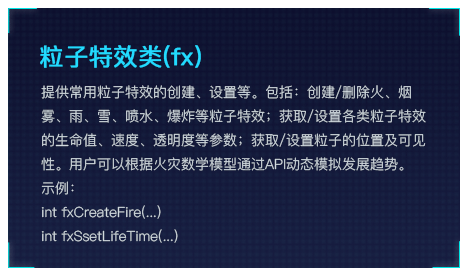 粒子特效类(fx)
提供常用粒子特效的创建、设置等。包括：创建/删除火、烟
雾、雨、雪、喷水、爆炸等粒子特效；获取/设置各类粒子特效
的生命值、速度、透明度等参数；获取/设置粒子的位置及可见
性。用户可以根据火灾数学模型通过API动态模拟发展趋势。
示例：
int fxCreateFire(...)
int fxSsetLifeTime(...)